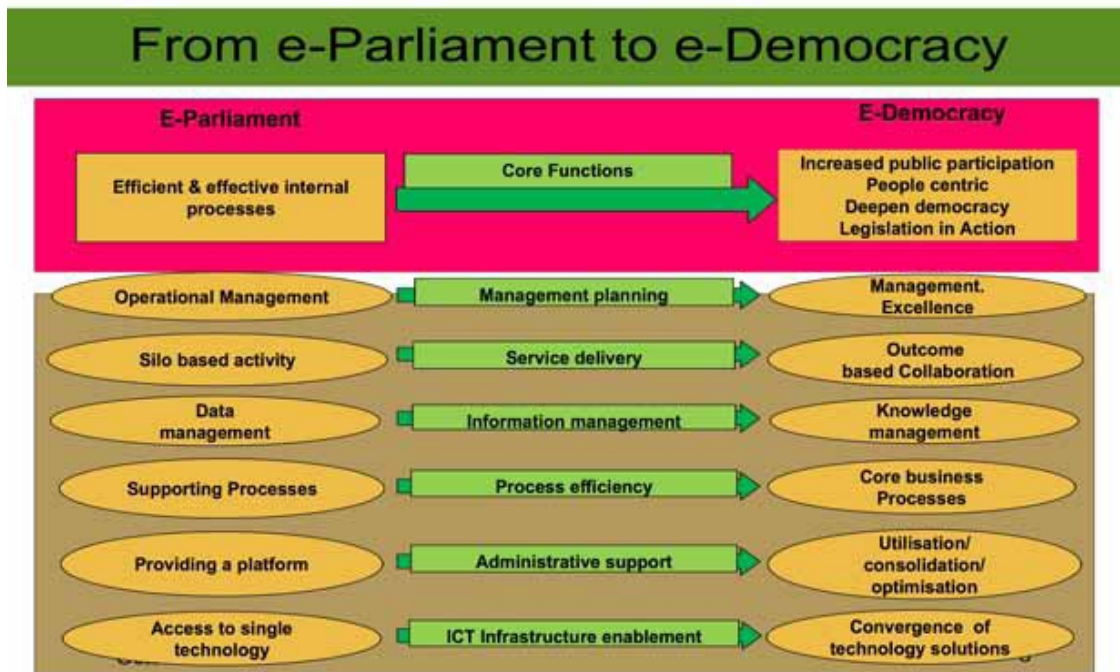 From e-Parliament to e-Democracy
E-Parliament
E-Democracy
Efficient & effective internal
processes
Core Functions
Increased public participation
People centric
Deepen democracy
Legislation in Action
Operational Management
Management planning
Management.
Excellence
Silo based activity
Service delivery
Outcome
based Collaboration
Data
management
Information management
Knowledge
management
Supporting Processes
Process efficiency
Core business
Processes
Providing a platform
Administrative support
Utilisation/
consolidation/
optimisation
Access to single
technology
ICT Infrastructure enablement
Convergence of
technology solutions